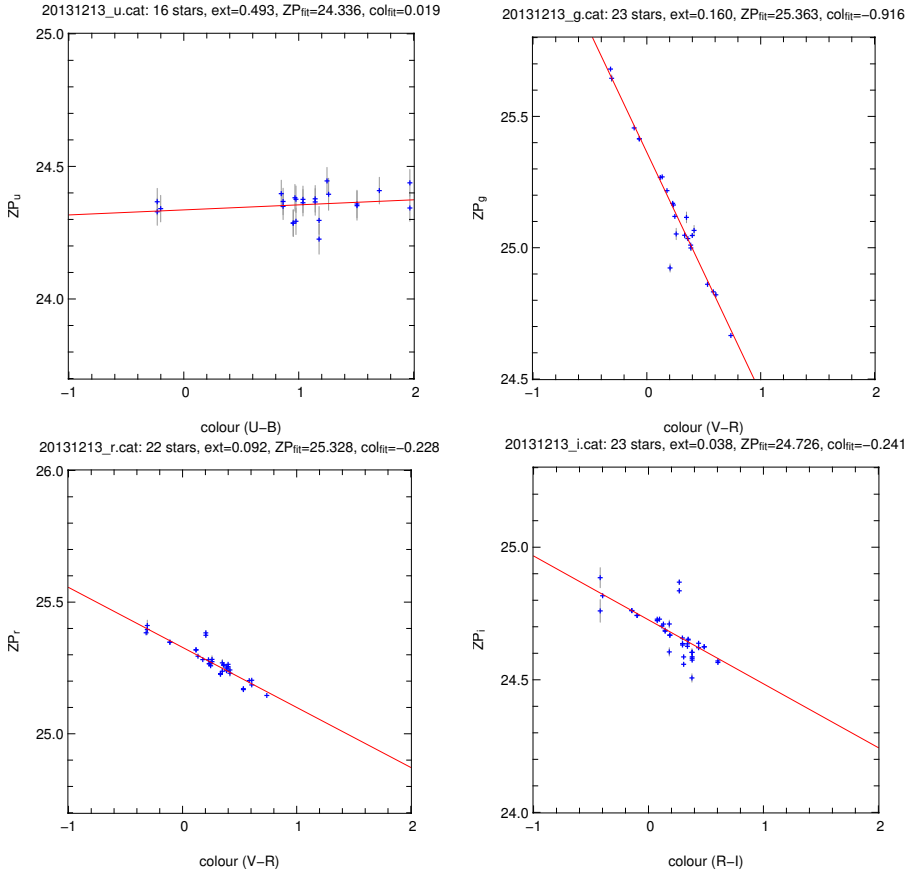 20131213_u.cat: 16 stars, ext=0.493, ZPfit=24.336, colfit=0.019
25.0
24.5
24.0
ZPu
−1
0
1
2
colour (U−B)
20131213_g.cat: 23 stars, ext=0.160, ZPfit=25.363, colfit=−0.916
25.5
25.0
24.5
ZPg
−1
0
1
2
colour (V−R)
20131213_r.cat: 22 stars, ext=0.092, ZPfit=25.328, colfit=−0.228
26.0
25.5
25.0
ZPr
−1
0
1
2
colour (V−R)
20131213_i.cat: 23 stars, ext=0.038, ZPfit=24.726, colfit=−0.241
25.0
24.5
24.0
ZPi
−1
0
1
2
colour (R−I)